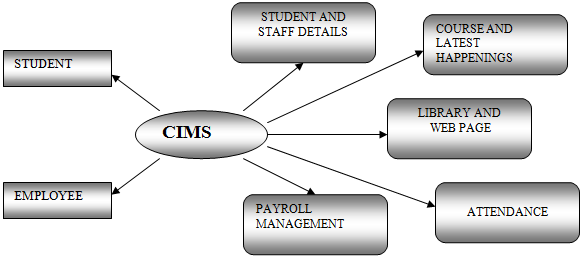 STUDENT AND
STAFF DETAILS
COURSE AND
LATEST
HAPPENINGS
STUDENT
CIMS
LIBRARY AND
WEB PAGE
EMPLOYEE
PAYROLL
MANAGEMENT
ATTENDANCE